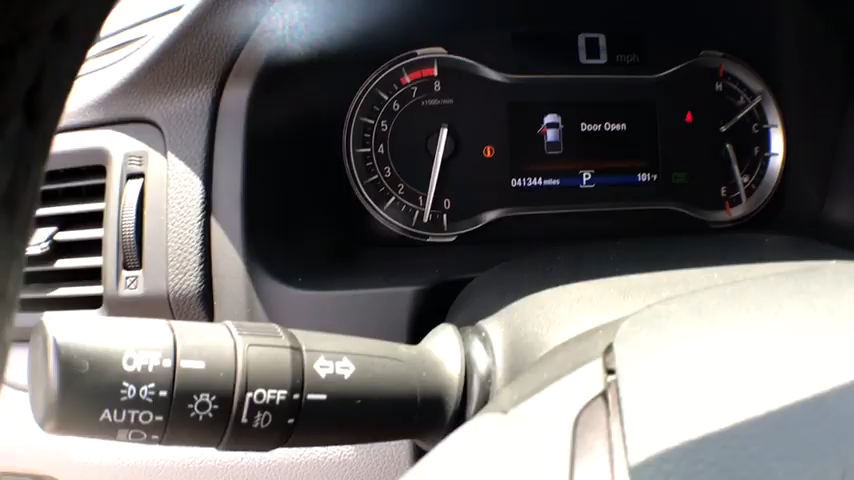 0 mph
8
7
6
5
4
3
2
1
0
x1000r/min
Door Open
041344 miles P 101°F
H
C
F
E
OFF
AUTO
OFF